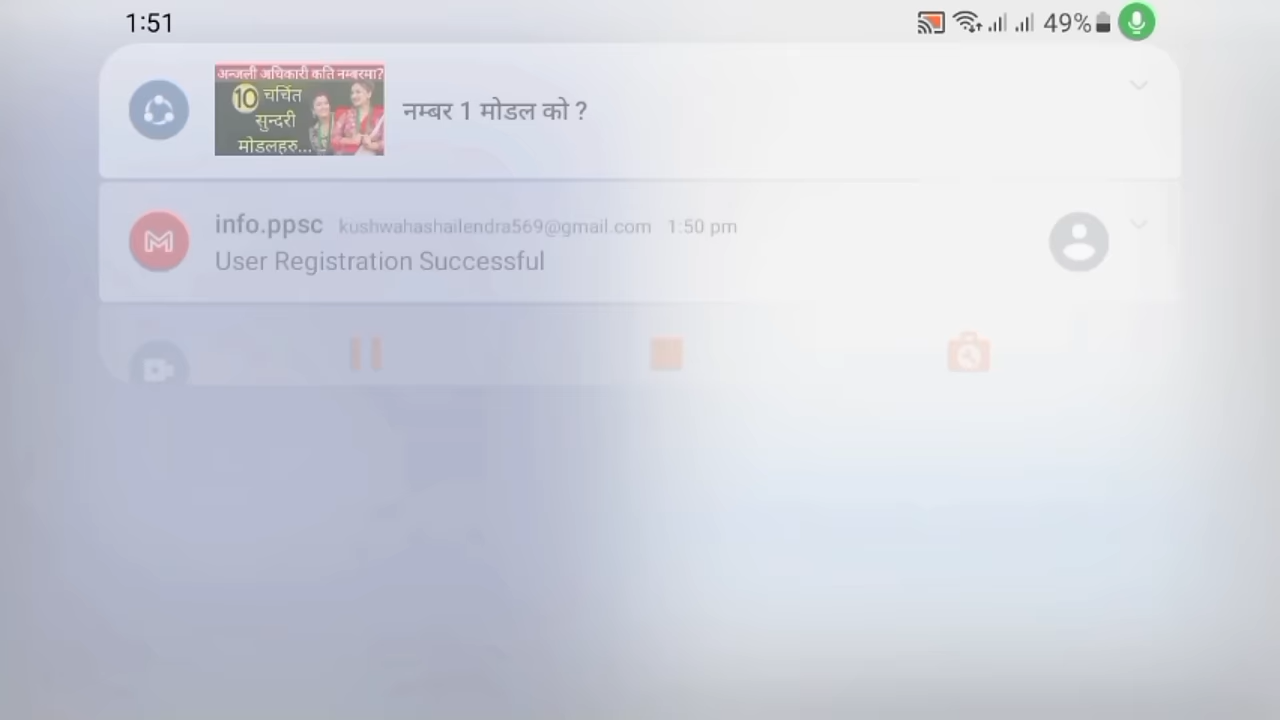 1:51
49%
अन्जली अधिकारी कति नम्बरमा?
10 चर्चित
सुन्दरी
मोडलहरु...
नम्बर 1 मोडल को ?
info.ppsc kushwahashailendra569@gmail.com 1:50 pm
User Registration Successful